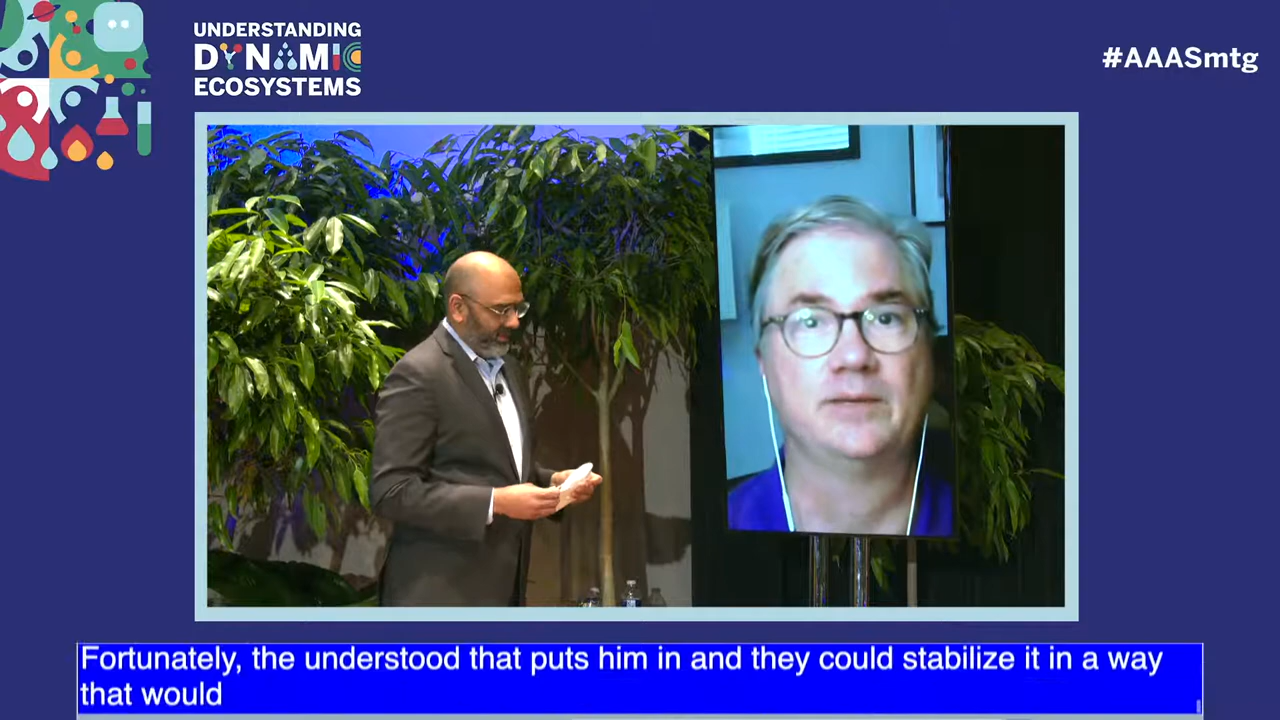 UNDERSTANDING
DYNAMIC
ECOSYSTEMS
#AAASmtg
Fortunately, the understood that puts him in and they could stabilize it in a way
that would